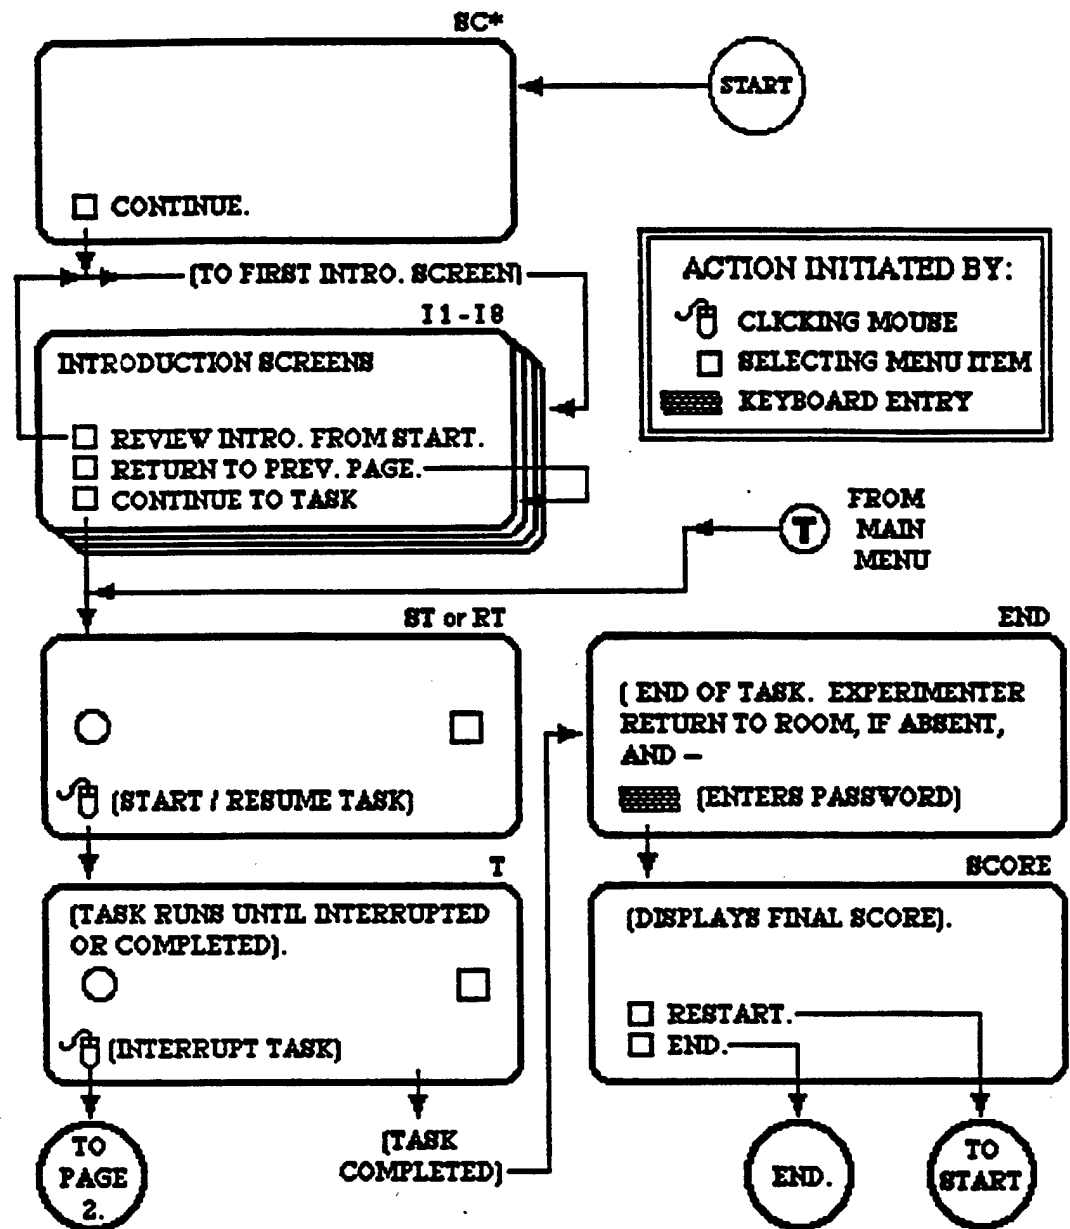 SC*
START
CONTINUE.
(TO FIRST INTRO. SCREEN)
I1-I8
INTRODUCTION SCREENS
REVIEW INTRO. FROM START.
RETURN TO PREV. PAGE.
CONTINUE TO TASK
ACTION INITIATED BY:
CLICKING MOUSE
SELECTING MENU ITEM
KEYBOARD ENTRY
T
FROM
MAIN
MENU
ST or RT
(START / RESUME TASK)
T
(TASK RUNS UNTIL INTERRUPTED
OR COMPLETED).
(INTERRUPT TASK)
TO
PAGE
2.
(TASK
COMPLETED)
END
( END OF TASK. EXPERIMENTER
RETURN TO ROOM, IF ABSENT,
AND –
(ENTERS PASSWORD)
SCORE
(DISPLAYS FINAL SCORE).
RESTART.
END.
END.
TO
START